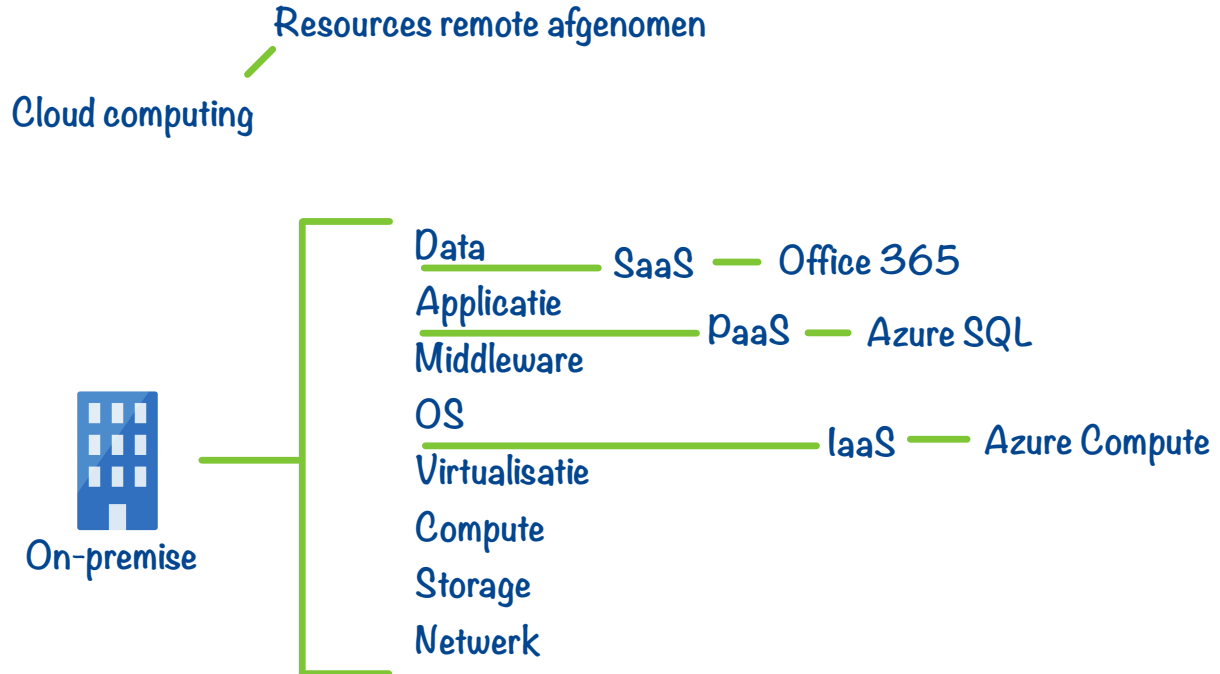 Resources remote afgenomen
Cloud computing
Data
SaaS
Office 365
Applicatie
PaaS
Azure SQL
Middleware
OS
IaaS
Azure Compute
Virtualisatie
Compute
On-premise
Storage
Netwerk